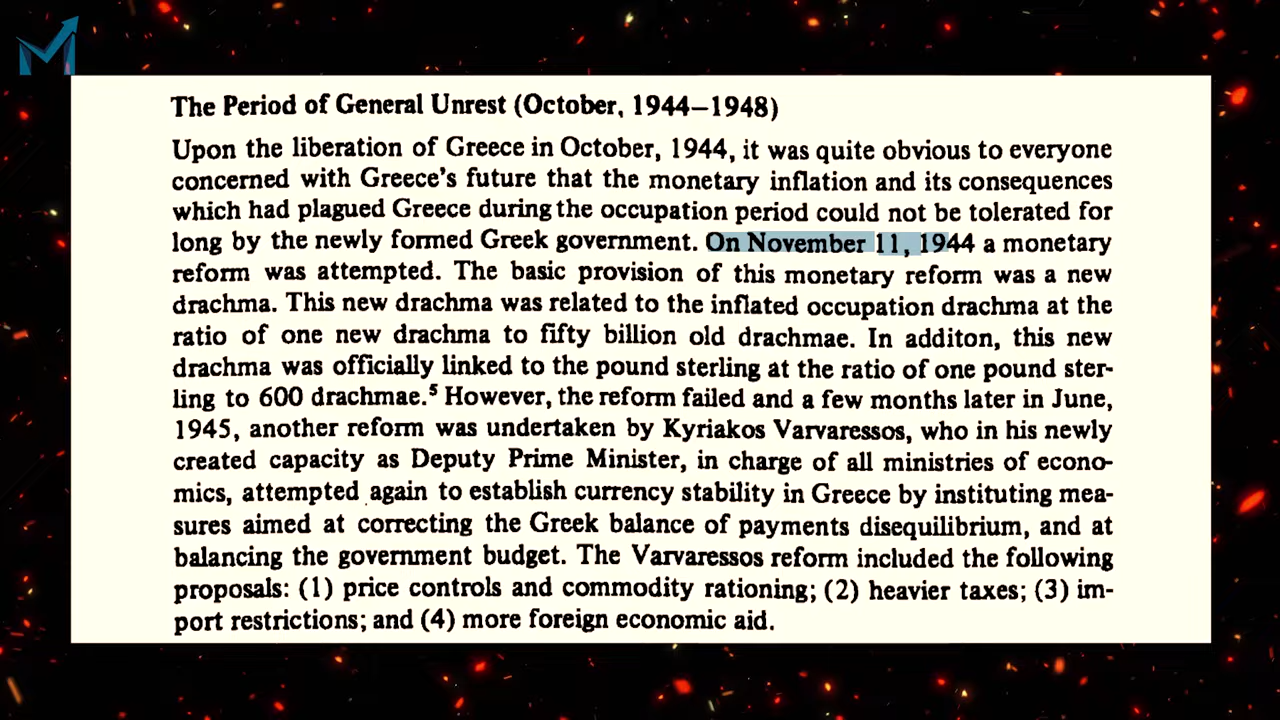 The Period of General Unrest (October, 1944–1948)
Upon the liberation of Greece in October, 1944, it was quite obvious to everyone
concerned with Greece's future that the monetary inflation and its consequences
which had plagued Greece during the occupation period could not be tolerated for
long by the newly formed Greek government. On November 11, 1944 a monetary
reform was attempted. The basic provision of this monetary reform was a new
drachma. This new drachma was related to the inflated occupation drachma at the
ratio of one new drachma to fifty billion old drachmae. In additon, this new
drachma was officially linked to the pound sterling at the ratio of one pound ster-
ling to 600 drachmae.⁵ However, the reform failed and a few months later in June,
1945, another reform was undertaken by Kyriakos Varvaressos, who in his newly
created capacity as Deputy Prime Minister, in charge of all ministries of econo-
mics, attempted again to establish currency stability in Greece by instituting mea-
sures aimed at correcting the Greek balance of payments disequilibrium, and at
balancing the government budget. The Varvaressos reform included the following
proposals: (1) price controls and commodity rationing; (2) heavier taxes; (3) im-
port restrictions; and (4) more foreign economic aid.